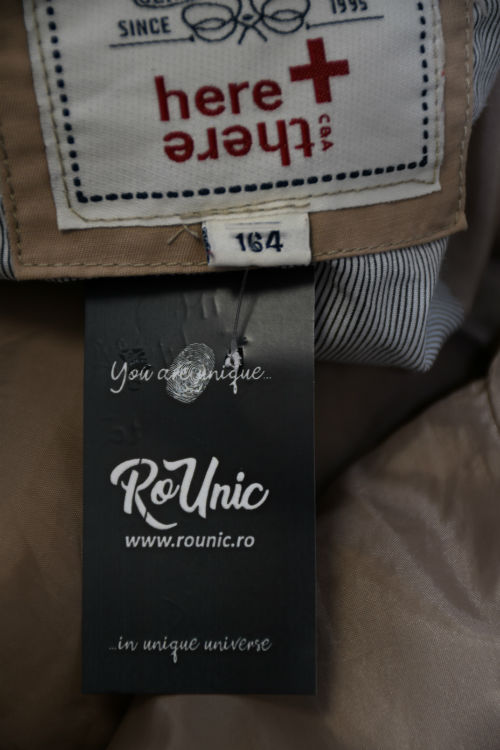 SINCE 1995
here+
there
C&A
164
You are unique...
RoUnic
www.rounic.ro
...in unique universe